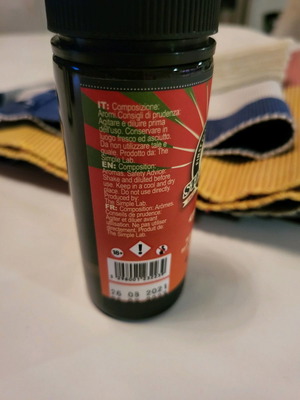 IT: Composizione:
Aromi.Consigli di prudenza:
Agitare e diluire prima
dell'uso. Conservare in
luogo fresco ed asciutto.
Da non utilizzare tale e
quale. Prodotto da: The
Simple Lab.
EN: Composition:
Aromas. Safety Advice:
Shake and diluted before
use. Keep in a cool and dry
place. Do not use directly.
Produced by:
The Simple Lab.
FR: Composition: Arômes.
Conseils de prudence:
Agiter et diluer avant
utilisation. Ne pas utiliser
directement. Produit de:
The Simple Lab.
18+
26 05 2021